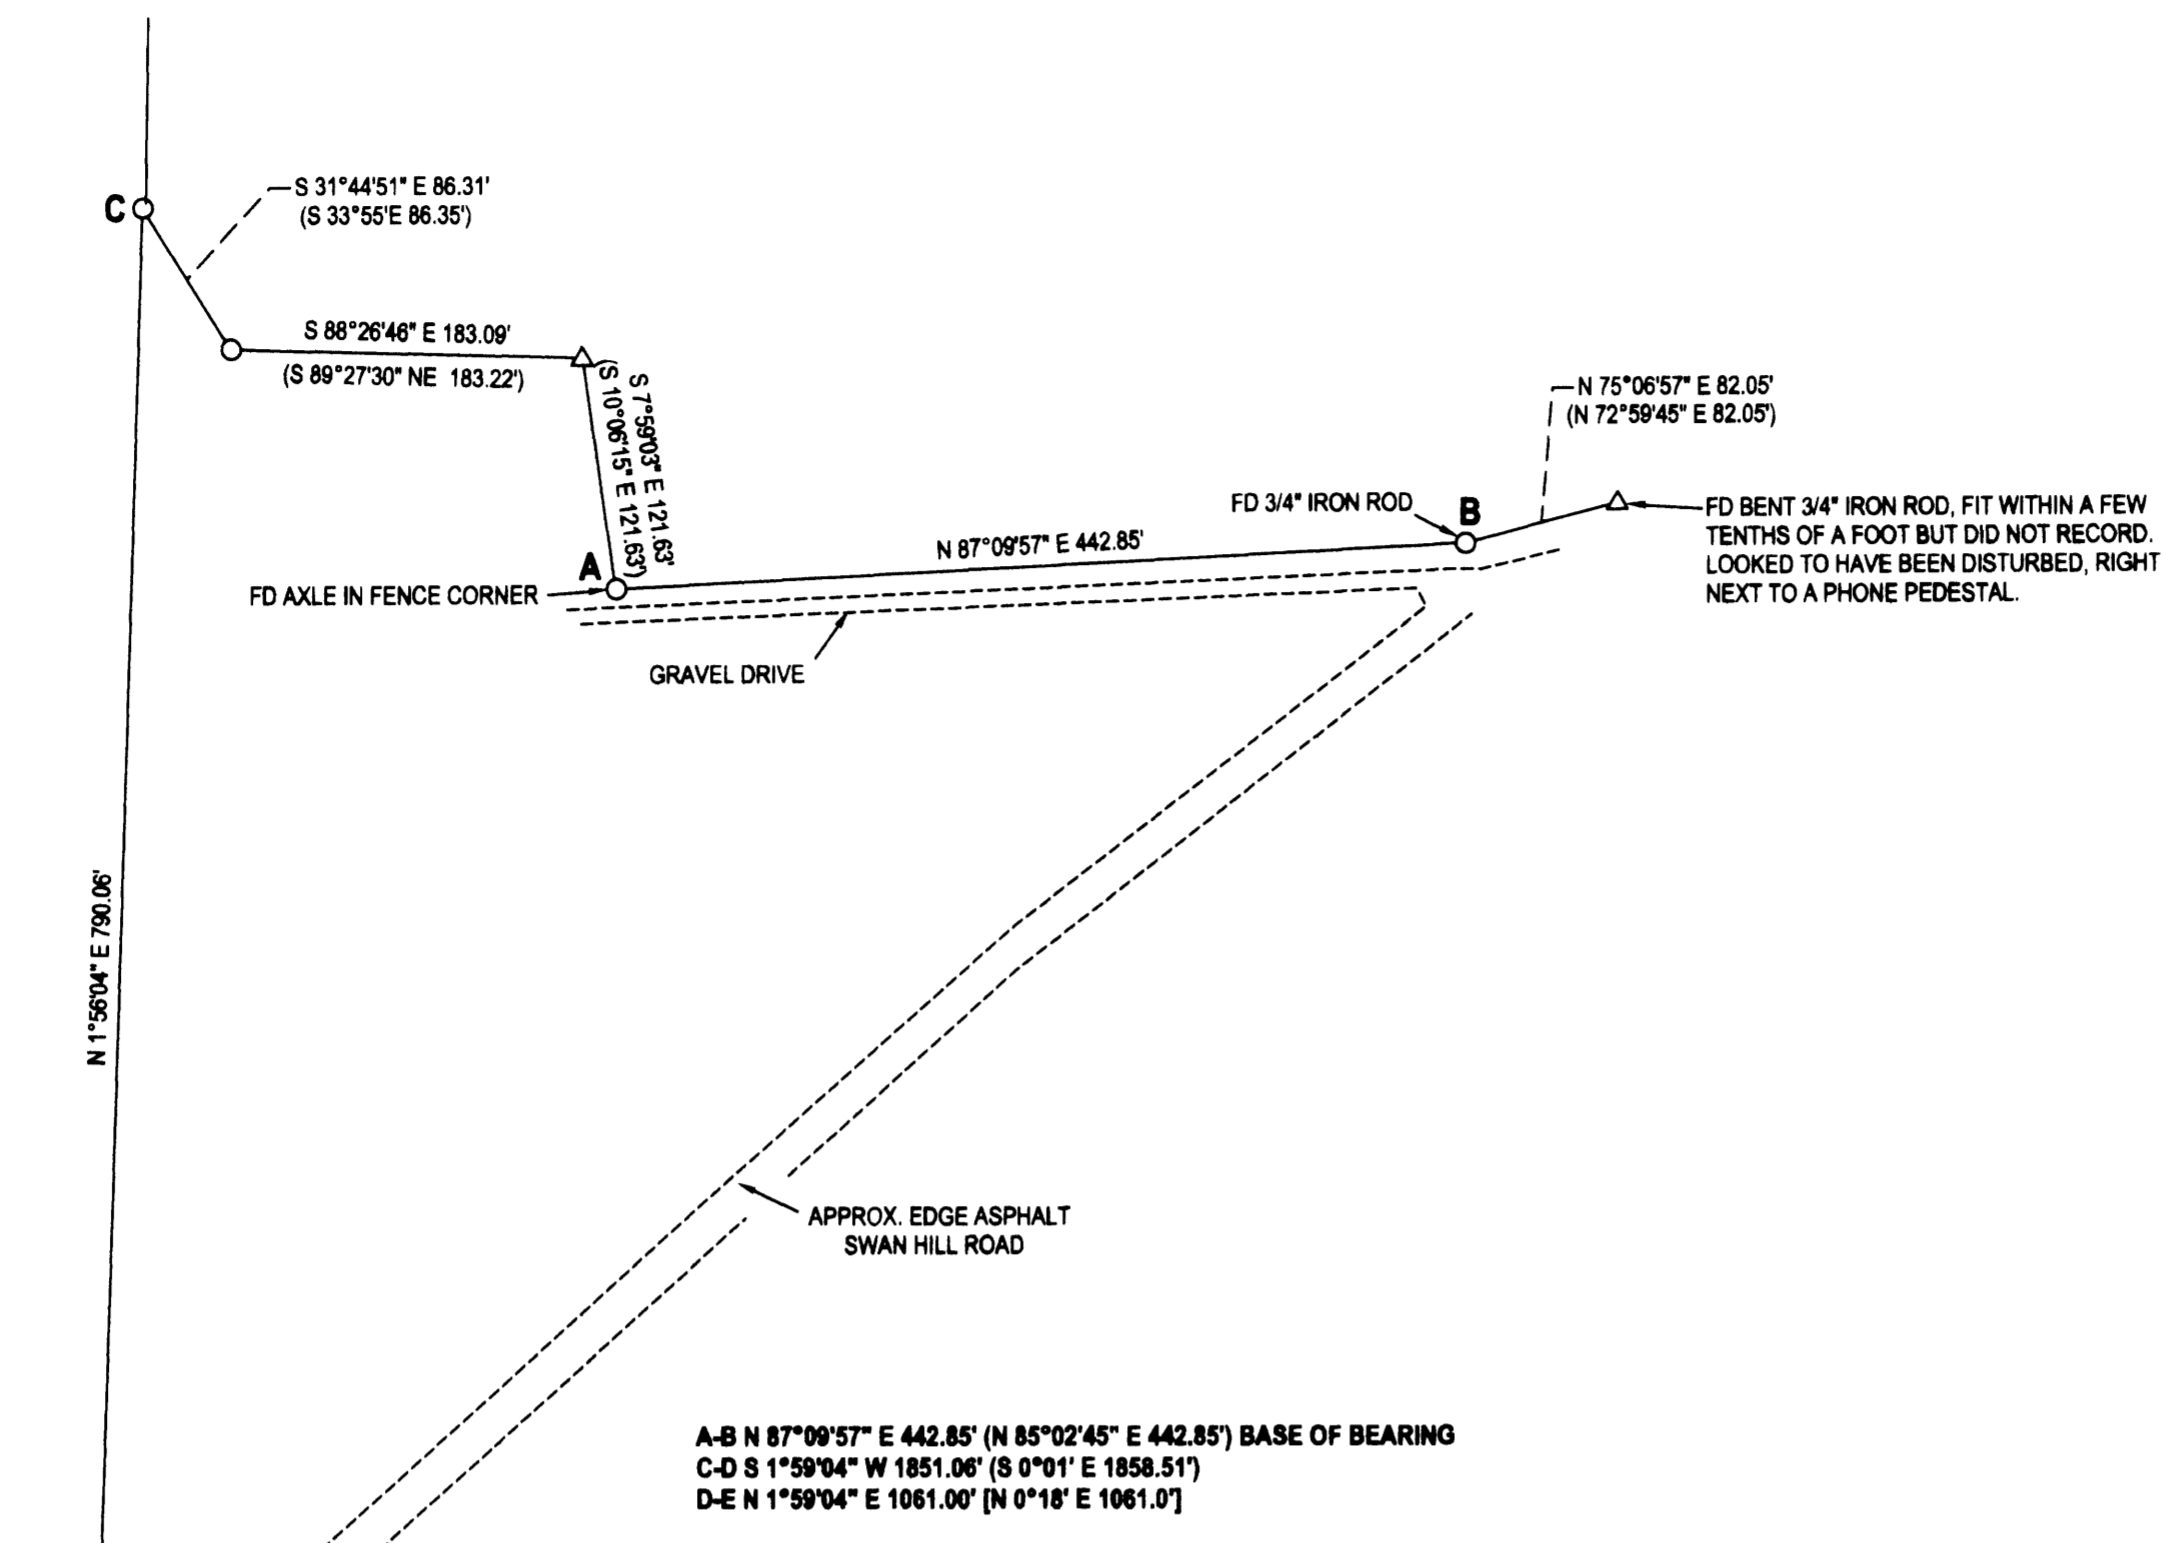 C
S 31°44'51" E 86.31'
(S 33°55'E 86.35')
S 88°26'46" E 183.09'
(S 89°27'30" NE 183.22')
S 7°59'03" E 121.63'
(S 10°06'15" E 121.63')
N 75°06'57" E 82.05'
(N 72°59'45" E 82.05')
FD 3/4" IRON ROD
B
FD BENT 3/4" IRON ROD, FIT WITHIN A FEW
TENTHS OF A FOOT BUT DID NOT RECORD.
LOOKED TO HAVE BEEN DISTURBED, RIGHT
NEXT TO A PHONE PEDESTAL.
N 87°09'57" E 442.85'
A
FD AXLE IN FENCE CORNER
GRAVEL DRIVE
N 1°56'04" E 790.06'
APPROX. EDGE ASPHALT
SWAN HILL ROAD
A-B N 87°09'57" E 442.85' (N 85°02'45" E 442.85') BASE OF BEARING
C-D S 1°59'04" W 1851.06' (S 0°01' E 1858.51')
D-E N 1°59'04" E 1061.00' [N 0°18' E 1061.0']